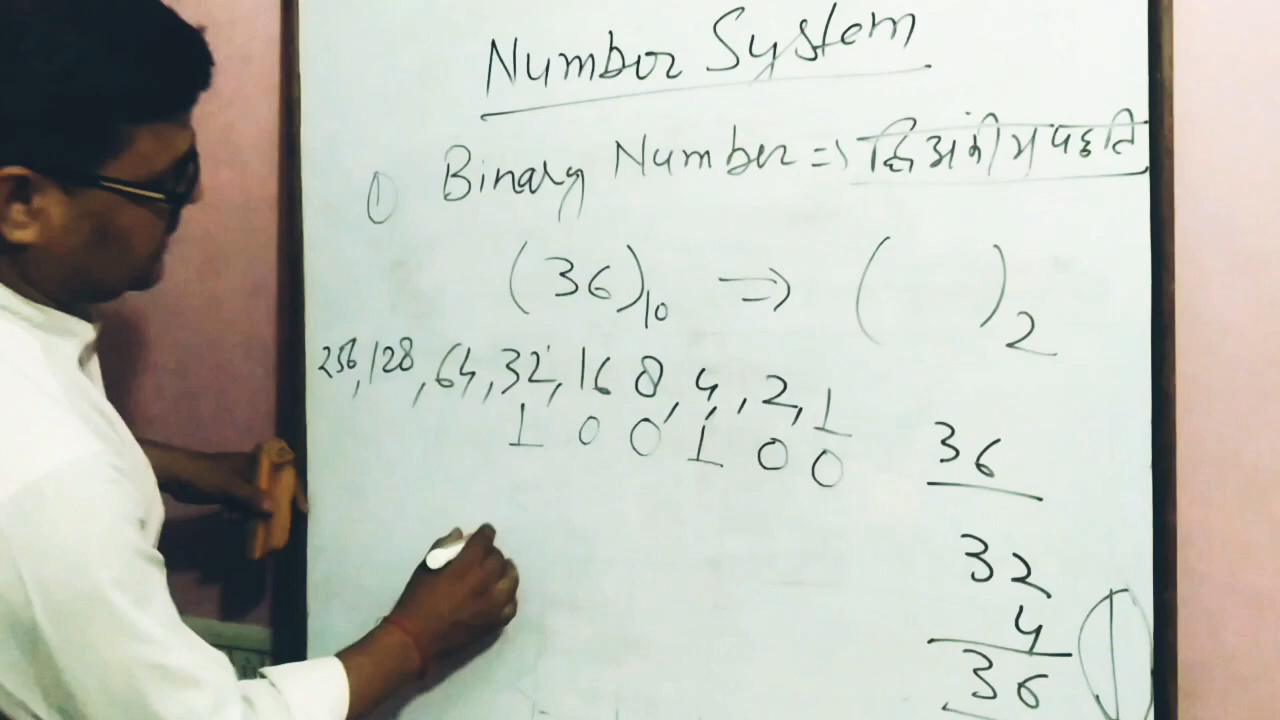 Number System
① Binary Number ⇒ द्विअंकीय पद्धति
(36)10 ⇒ ( )2
256, 128, 64, 32, 16 8, 4, , 2, 1
1 0 0 1 0 0
36
32
4
36